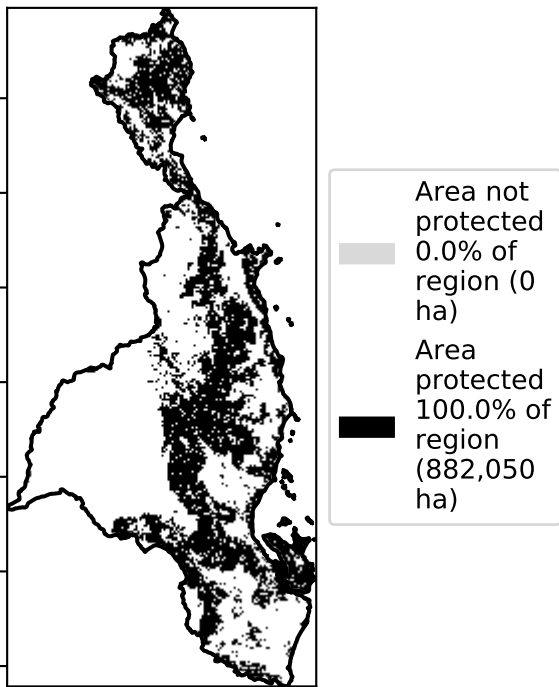 Area not
protected
0.0% of
region (0
ha)
Area
protected
100.0% of
region
(882,050
ha)